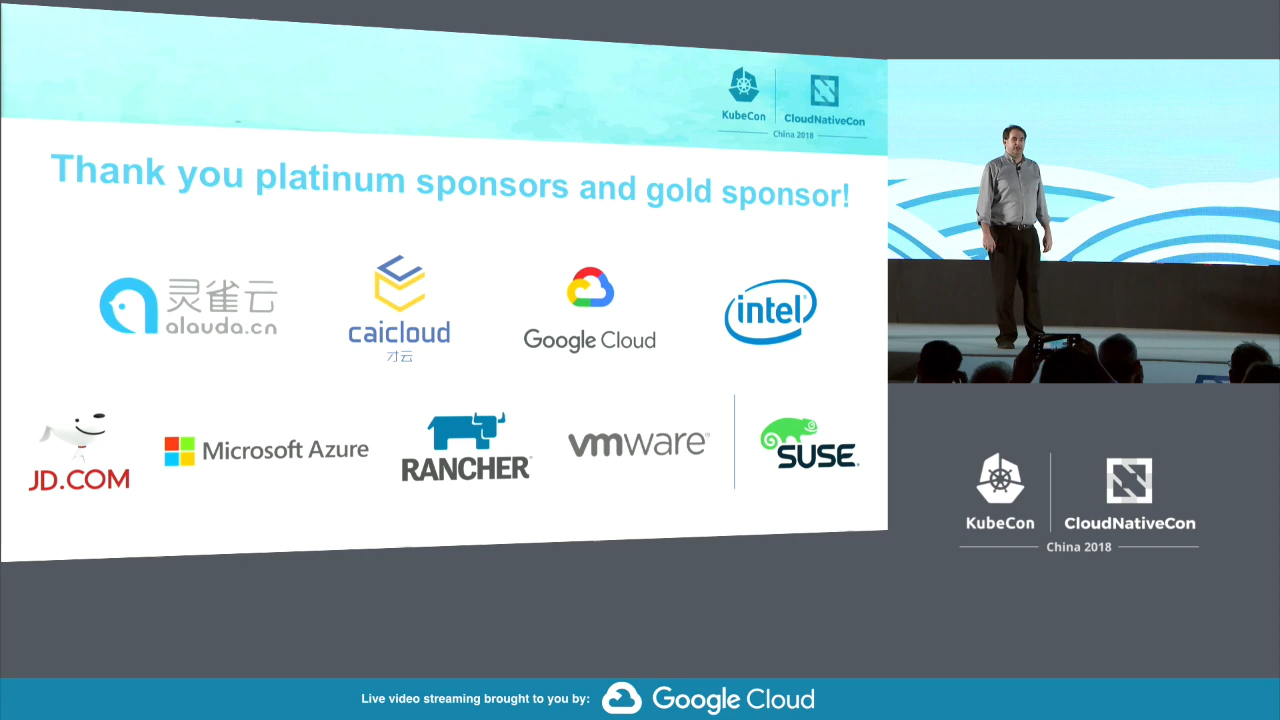 KubeCon
CloudNativeCon
China 2018
Thank you platinum sponsors and gold sponsor!
灵雀云
alauda.cn
caicloud
才云
Google Cloud
intel®
JD.COM
Microsoft Azure
RANCHER®
vmware®
SUSE®
KubeCon
CloudNativeCon
China 2018
Live video streaming brought to you by: Google Cloud